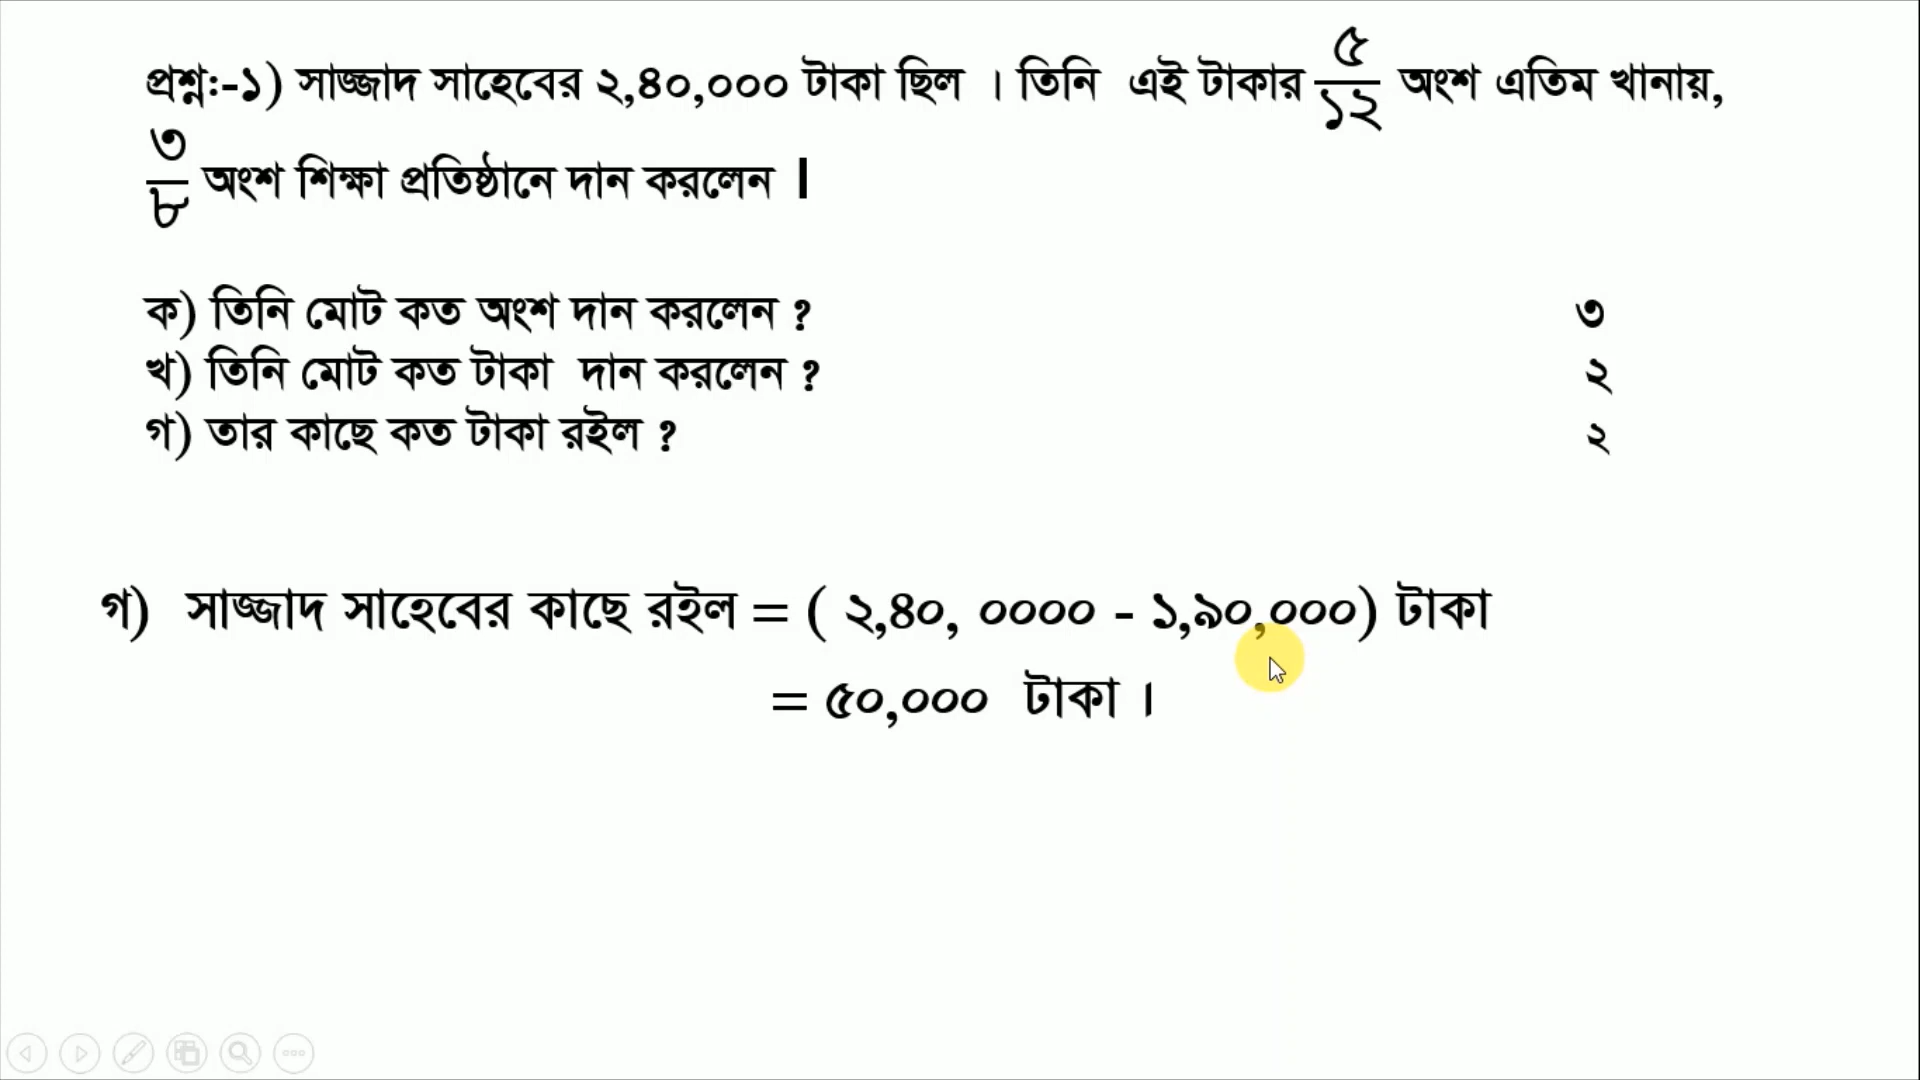 প্রশ্ন:-১) সাজ্জাদ সাহেবের ২,৪০,০০০ টাকা ছিল । তিনি এই টাকার ৫/১২ অংশ এতিম খানায়,
৩/৮ অংশ শিক্ষা প্রতিষ্ঠানে দান করলেন |
ক) তিনি মোট কত অংশ দান করলেন ? ৩
খ) তিনি মোট কত টাকা দান করলেন ? ২
গ) তার কাছে কত টাকা রইল ? ২
গ) সাজ্জাদ সাহেবের কাছে রইল = ( ২,৪০, ০০০০ - ১,৯০,০০০) টাকা
= ৫০,০০০ টাকা ।